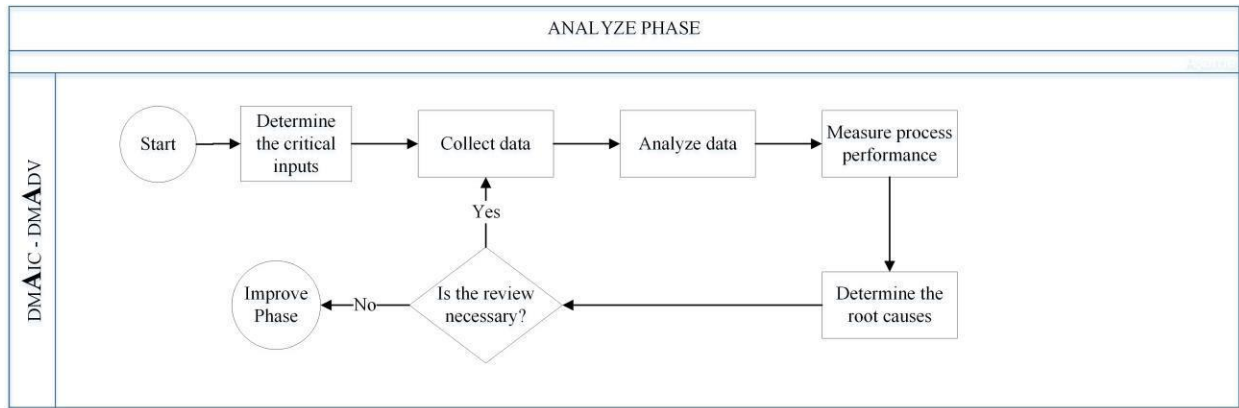 ANALYZE PHASE
DMAIC - DMADV
Start
Determine
the critical
inputs
Collect data
Analyze data
Measure process
performance
Yes
Improve
Phase
No
Is the review
necessary?
Determine the
root causes